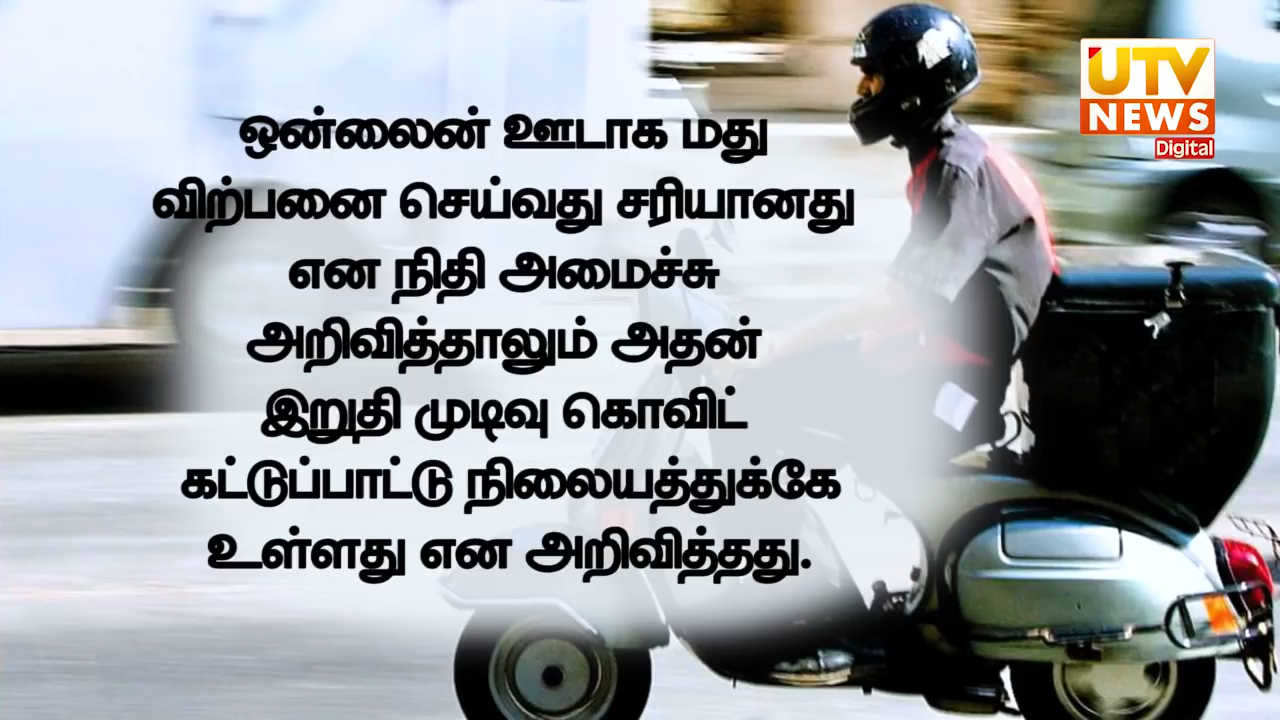 UTV
NEWS
Digital
ஒன்லைன் ஊடாக மது
விற்பனை செய்வது சரியானது
என நிதி அமைச்சு
அறிவித்தாலும் அதன்
இறுதி முடிவு கொவிட்
கட்டுப்பாட்டு நிலையத்துக்கே
உள்ளது என அறிவித்தது.